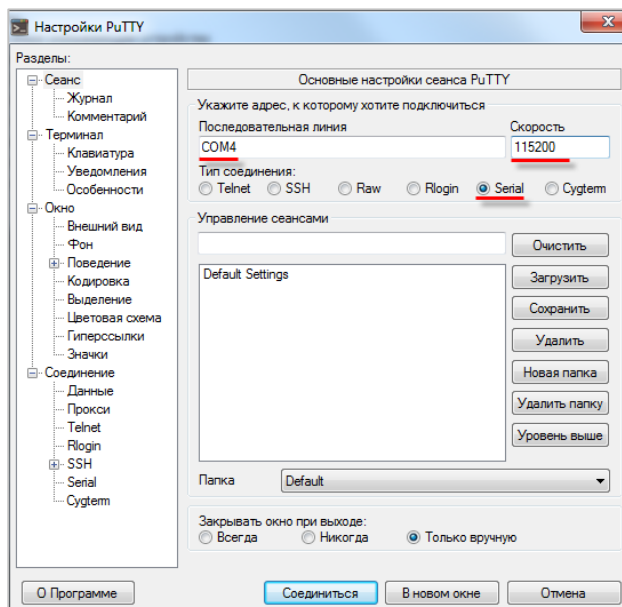 Настройки PuTTY
Разделы:
Сеанс
Журнал
Комментарий
Терминал
Клавиатура
Уведомления
Особенности
Окно
Внешний вид
Фон
Поведение
Кодировка
Выделение
Цветовая схема
Гиперссылки
Значки
Соединение
Данные
Прокси
Telnet
Rlogin
SSH
Serial
Cygterm
Основные настройки сеанса PuTTY
Укажите адрес, к которому хотите подключиться
Последовательная линия Скорость
COM4 115200
Тип соединения:
Telnet SSH Raw Rlogin Serial Cygterm
Управление сеансами
Очистить
Default Settings
Загрузить
Сохранить
Удалить
Новая папка
Удалить папку
Уровень выше
Папка Default
Закрывать окно при выходе:
Всегда Никогда Только вручную
О Программе Соединиться В новом окне Отмена